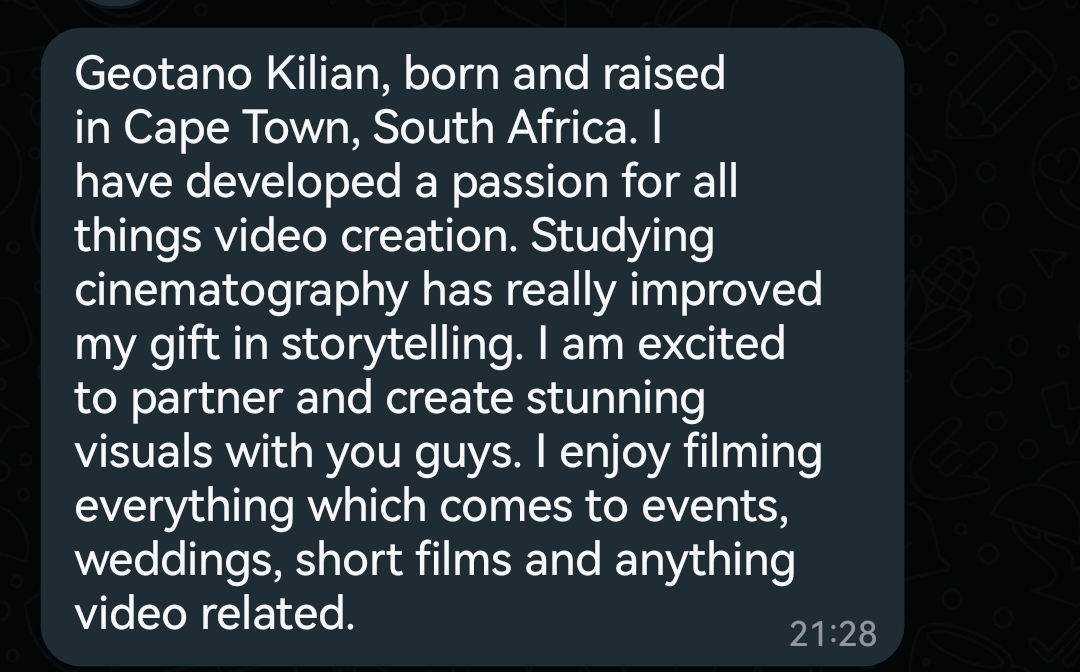 Geotano Kilian, born and raised
in Cape Town, South Africa. I
have developed a passion for all
things video creation. Studying
cinematography has really improved
my gift in storytelling. I am excited
to partner and create stunning
visuals with you guys. I enjoy filming
everything which comes to events,
weddings, short films and anything
video related.
21:28